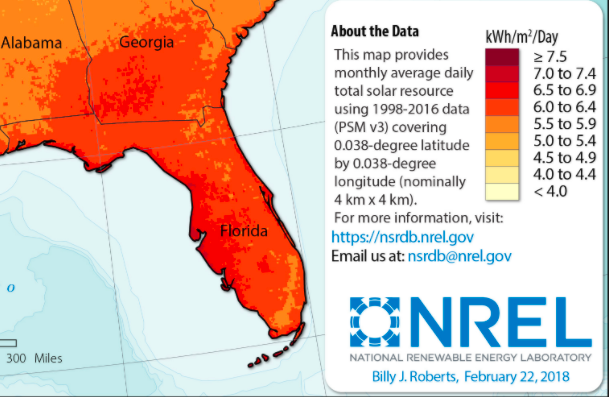 Alabama
Georgia
Florida
o
300 Miles
About the Data
This map provides
monthly average daily
total solar resource
using 1998-2016 data
(PSM v3) covering
0.038-degree latitude
by 0.038-degree
longitude (nominally
4 km x 4 km).
For more information, visit:
https://nsrdb.nrel.gov
Email us at: nsrdb@nrel.gov
kWh/m²/Day
≥ 7.5
7.0 to 7.4
6.5 to 6.9
6.0 to 6.4
5.5 to 5.9
5.0 to 5.4
4.5 to 4.9
4.0 to 4.4
< 4.0
NREL
NATIONAL RENEWABLE ENERGY LABORATORY
Billy J. Roberts, February 22, 2018